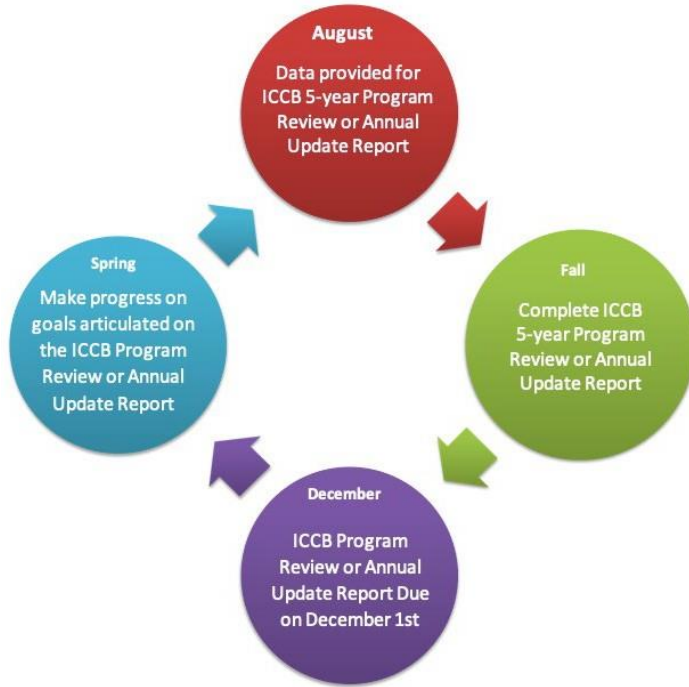 August
Data provided for
ICCB 5-year Program
Review or Annual
Update Report
Fall
Complete ICCB
5-year Program
Review or Annual
Update Report
December
ICCB Program
Review or Annual
Update Report Due
on December 1st
Spring
Make progress on
goals articulated on
the ICCB Program
Review or Annual
Update Report